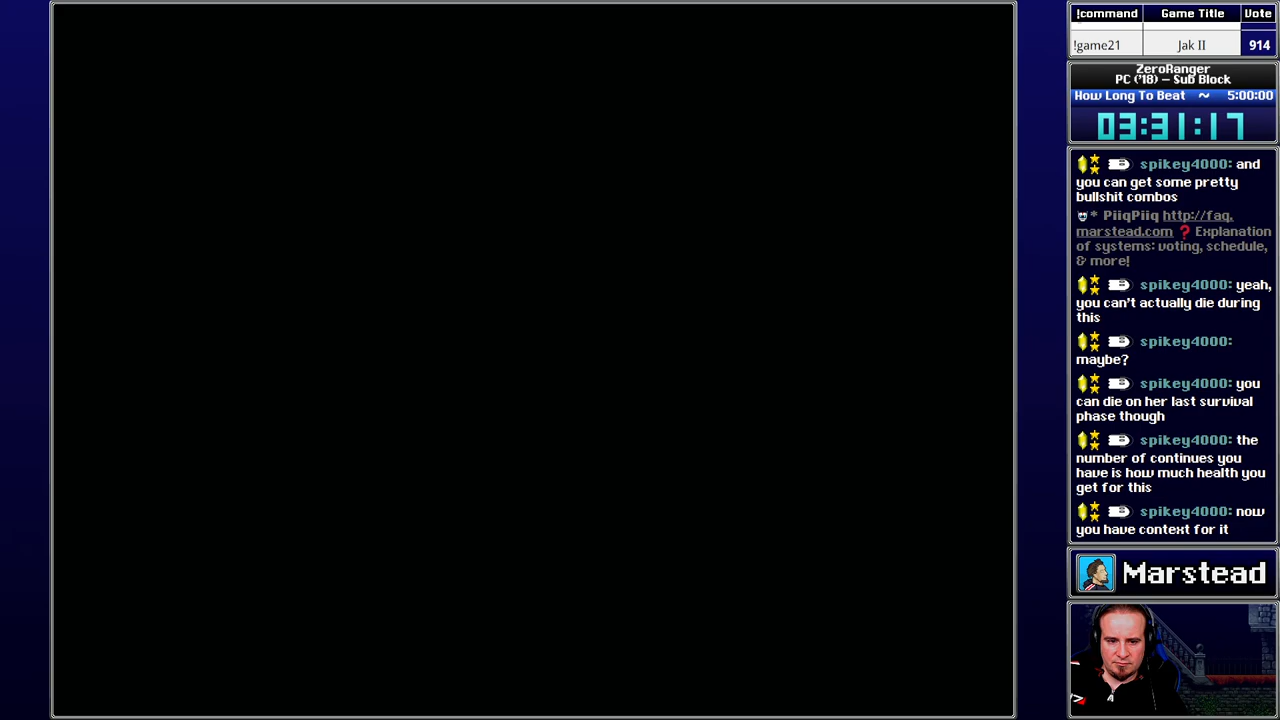 !command Game Title Vote
!game21 Jak II 914
ZeroRanger
PC ('18) – Sub Block
How Long To Beat ~ 5:00:00
03:31:17
spikey4000: and
you can get some pretty
bullshit combos
* PiiqPiiq http://faq.
marstead.com ❓ Explanation
of systems: voting, schedule,
& more!
spikey4000: yeah,
you can't actually die during
this
spikey4000:
maybe?
spikey4000: you
can die on her last survival
phase though
spikey4000: the
number of continues you
have is how much health you
get for this
spikey4000: now
you have context for it
Marstead